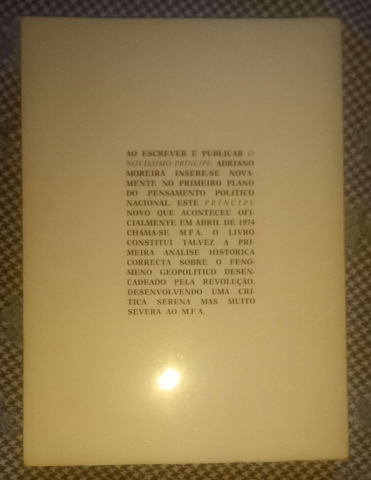 AO ESCREVER E PUBLICAR O
NOVÍSSIMO PRÍNCIPE, ADRIANO
MOREIRA INSERE-SE NOVA-
MENTE NO PRIMEIRO PLANO
DO PENSAMENTO POLÍTICO
NACIONAL. ESTE PRÍNCIPE
NOVO QUE ACONTECEU OFI-
CIALMENTE EM ABRIL DE 1974
CHAMA-SE MFA. O LIVRO
CONSTITUI TALVEZ A PRI-
MEIRA ANÁLISE HISTÓRICA
CORRECTA SOBRE O FENÓ-
MENO GEOPOLÍTICO DESEN-
CADEADO PELA REVOLUÇÃO,
DESENVOLVENDO UMA CRÍ-
TICA SERENA MAS MUITO
SEVERA AO MFA.